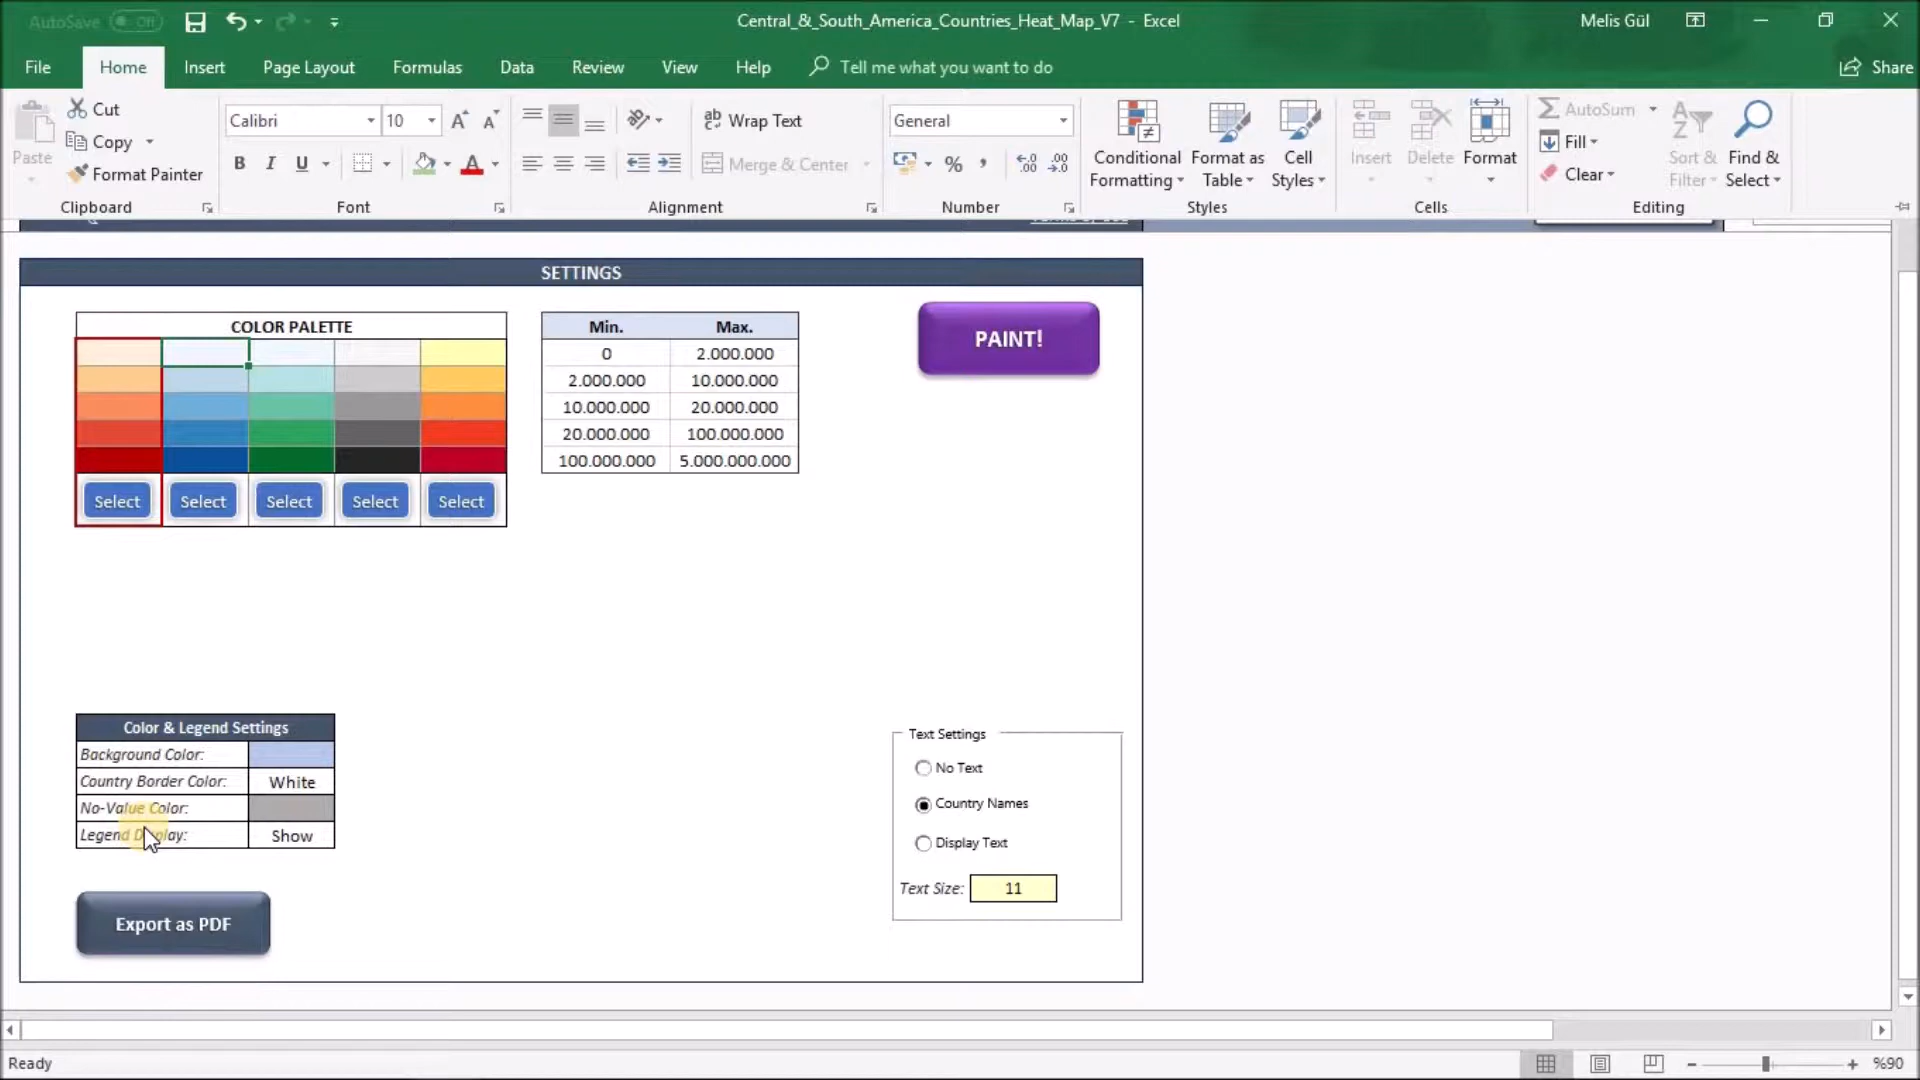 AutoSave Off
Central_&_South_America_Countries_Heat_Map_V7 - Excel
Melis Gül
File Home Insert Page Layout Formulas Data Review View Help Tell me what you want to do Share
Cut
Copy
Format Painter
Paste
Clipboard
Calibri 10
B I U
Font
Wrap Text
Merge & Center
Alignment
General
Number
Conditional Formatting
Format as Table
Cell Styles
Styles
Insert Delete Format
Cells
AutoSum
Fill
Clear
Sort & Filter
Find & Select
Editing
SETTINGS
COLOR PALETTE
Select Select Select Select Select
Min. Max.
0 2.000.000
2.000.000 10.000.000
10.000.000 20.000.000
20.000.000 100.000.000
100.000.000 5.000.000.000
PAINT!
Color & Legend Settings
Background Color:
Country Border Color: White
No-Value Color:
Legend Display: Show
Export as PDF
Text Settings
No Text
Country Names
Display Text
Text Size: 11
Ready
%90